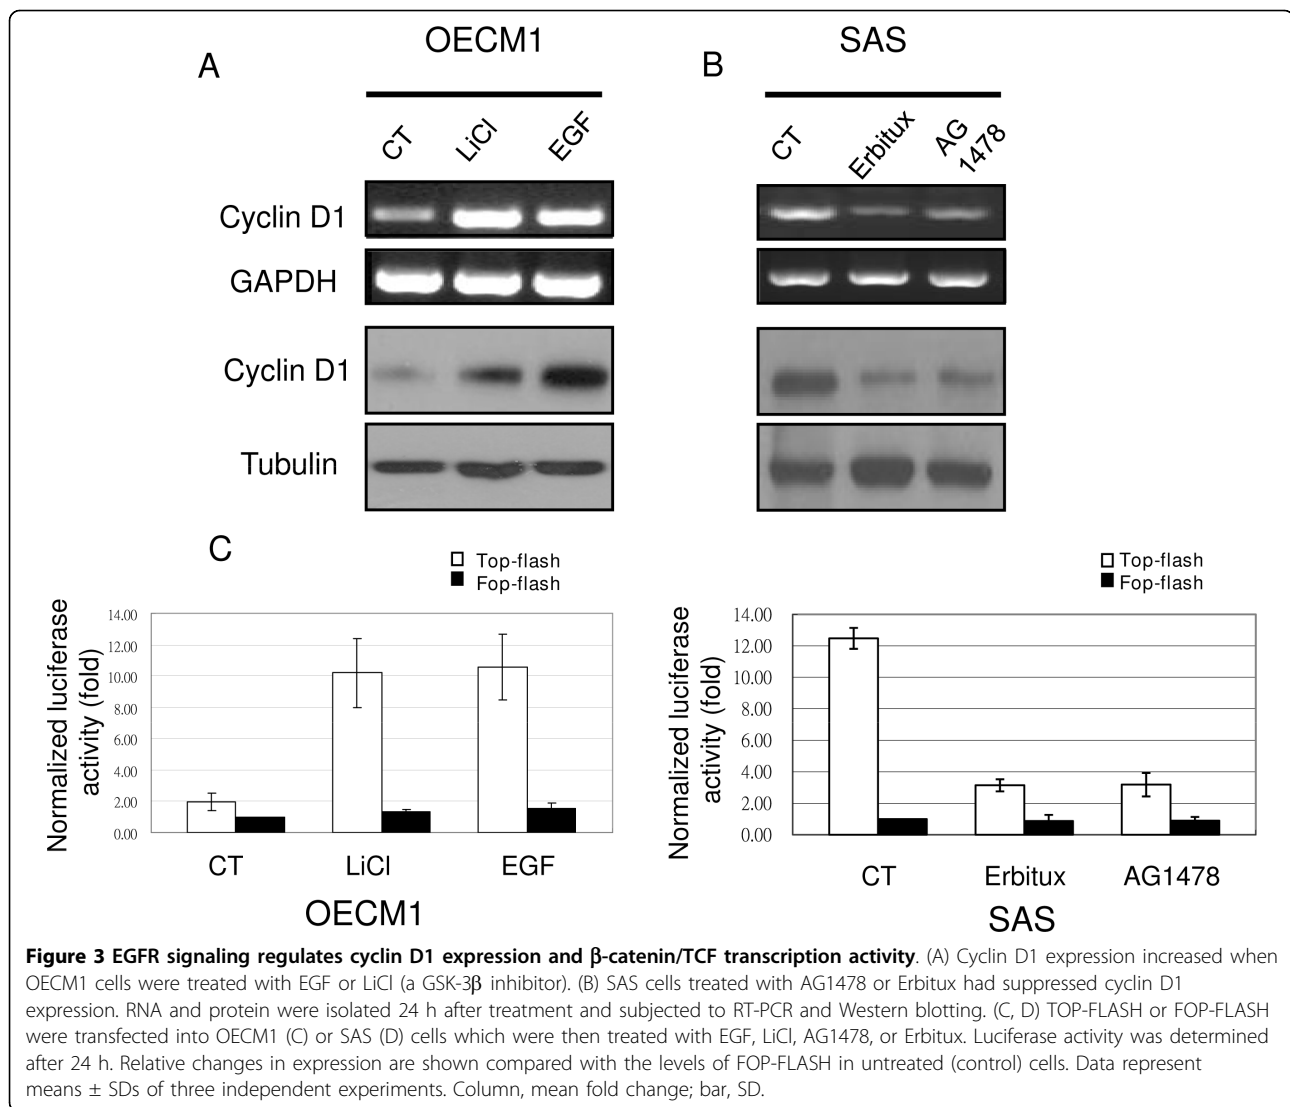 OECM1
SAS
A
B
CT
LiCl
EGF
CT
Erbitux
AG
1478
Cyclin D1
GAPDH
Cyclin D1
Tubulin
C
Top-flash
Fop-flash
Top-flash
Fop-flash
Normalized luciferase
activity (fold)
14.00
12.00
10.00
8.00
6.00
4.00
2.00
0.00
CT
LiCl
EGF
OECM1
Normalized luciferase
activity (fold)
14.00
12.00
10.00
8.00
6.00
4.00
2.00
0.00
CT
Erbitux
AG1478
SAS
Figure 3 EGFR signaling regulates cyclin D1 expression and β-catenin/TCF transcription activity. (A) Cyclin D1 expression increased when
OECM1 cells were treated with EGF or LiCl (a GSK-3β inhibitor). (B) SAS cells treated with AG1478 or Erbitux had suppressed cyclin D1
expression. RNA and protein were isolated 24 h after treatment and subjected to RT-PCR and Western blotting. (C, D) TOP-FLASH or FOP-FLASH
were transfected into OECM1 (C) or SAS (D) cells which were then treated with EGF, LiCl, AG1478, or Erbitux. Luciferase activity was determined
after 24 h. Relative changes in expression are shown compared with the levels of FOP-FLASH in untreated (control) cells. Data represent
means ± SDs of three independent experiments. Column, mean fold change; bar, SD.